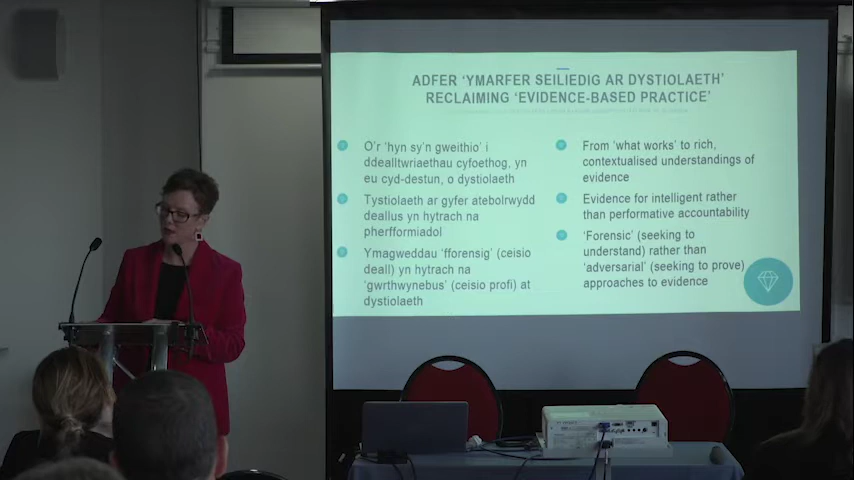 ADFER ‘YMARFER SEILIEDIG AR DYSTIOLAETH’
RECLAIMING ‘EVIDENCE-BASED PRACTICE’
O’r ‘hyn sy’n gweithio’ i
ddealltwriaethau cyfoethog, yn
eu cyd-destun, o dystiolaeth
Tystiolaeth ar gyfer atebolrwydd
deallus yn hytrach na
pherfformiadol
Ymagweddau ‘fforensig’ (ceisio
deall) yn hytrach na
‘gwrthwynebus’ (ceisio profi) at
dystiolaeth
From ‘what works’ to rich,
contextualised understandings of
evidence
Evidence for intelligent rather
than performative accountability
‘Forensic’ (seeking to
understand) rather than
‘adversarial’ (seeking to prove)
approaches to evidence